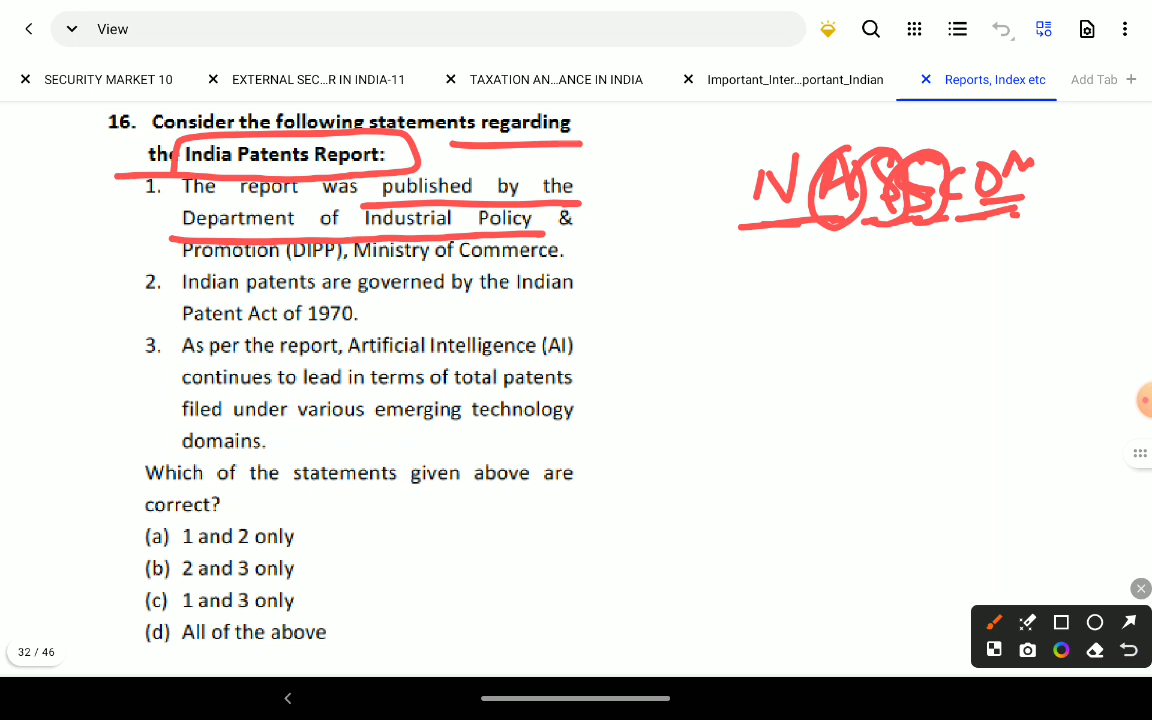 View
SECURITY MARKET 10
EXTERNAL SEC...R IN INDIA-11
TAXATION AN...ANCE IN INDIA
Important_Inter...portant_Indian
Reports, Index etc
Add Tab
16. Consider the following statements regarding
the India Patents Report:
NASSCOM
1. The report was published by the
Department of Industrial Policy &
Promotion (DIPP), Ministry of Commerce.
2. Indian patents are governed by the Indian
Patent Act of 1970.
3. As per the report, Artificial Intelligence (AI)
continues to lead in terms of total patents
filed under various emerging technology
domains.
Which of the statements given above are
correct?
(a) 1 and 2 only
(b) 2 and 3 only
(c) 1 and 3 only
(d) All of the above
32 / 46